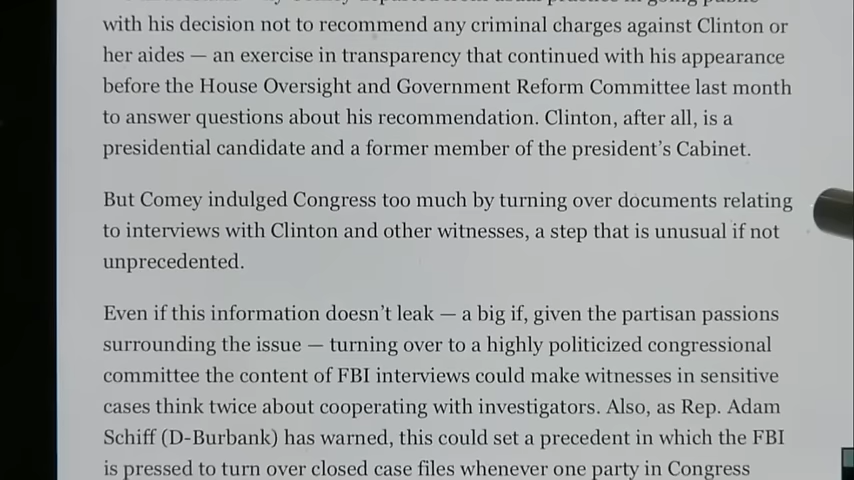 with his decision not to recommend any criminal charges against Clinton or
her aides — an exercise in transparency that continued with his appearance
before the House Oversight and Government Reform Committee last month
to answer questions about his recommendation. Clinton, after all, is a
presidential candidate and a former member of the president’s Cabinet.
But Comey indulged Congress too much by turning over documents relating
to interviews with Clinton and other witnesses, a step that is unusual if not
unprecedented.
Even if this information doesn’t leak — a big if, given the partisan passions
surrounding the issue — turning over to a highly politicized congressional
committee the content of FBI interviews could make witnesses in sensitive
cases think twice about cooperating with investigators. Also, as Rep. Adam
Schiff (D-Burbank) has warned, this could set a precedent in which the FBI
is pressed to turn over closed case files whenever one party in Congress